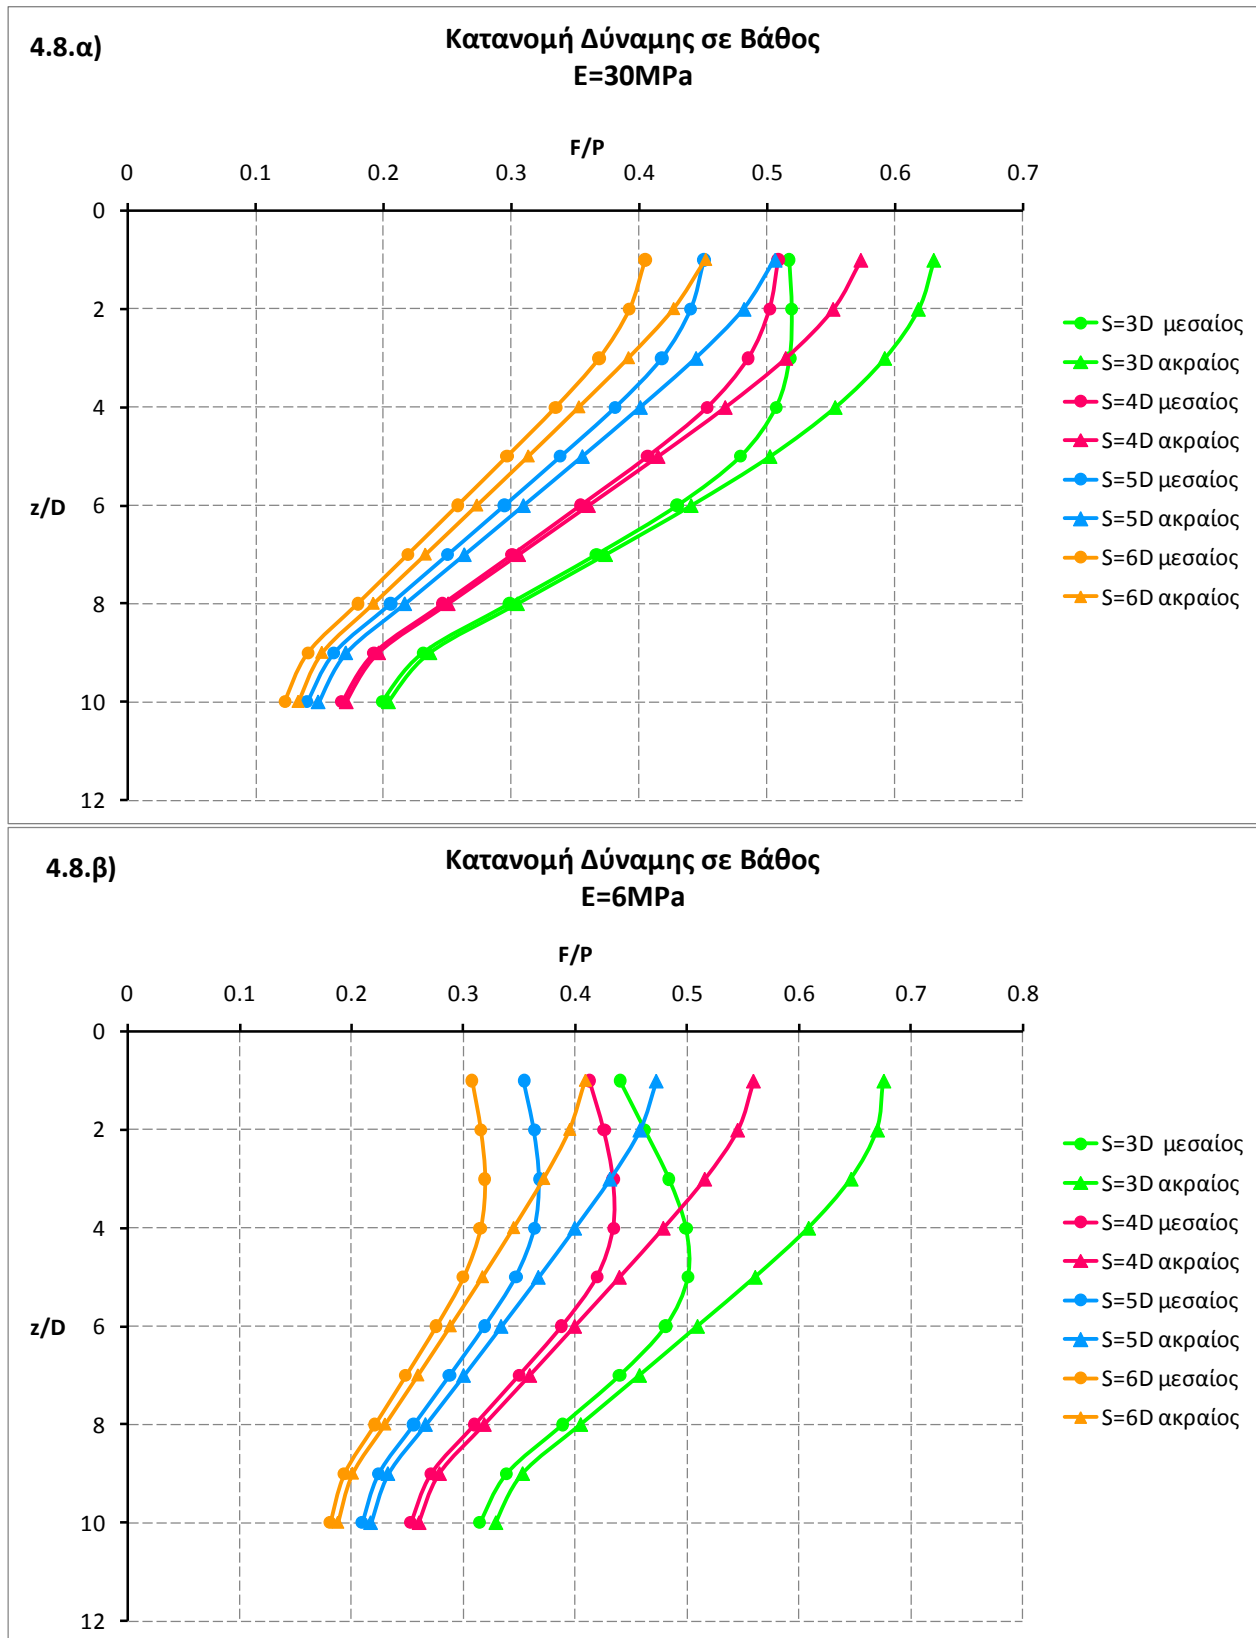 4.8.α)
Κατανομή Δύναμης σε Βάθος
E=30MPa
F/P
0 0.1 0.2 0.3 0.4 0.5 0.6 0.7
0
2
4
6
8
10
12
z/D
S=3D μεσαίος
S=3D ακραίος
S=4D μεσαίος
S=4D ακραίος
S=5D μεσαίος
S=5D ακραίος
S=6D μεσαίος
S=6D ακραίος
4.8.β)
Κατανομή Δύναμης σε Βάθος
E=6MPa
F/P
0 0.1 0.2 0.3 0.4 0.5 0.6 0.7 0.8
0
2
4
6
8
10
12
z/D
S=3D μεσαίος
S=3D ακραίος
S=4D μεσαίος
S=4D ακραίος
S=5D μεσαίος
S=5D ακραίος
S=6D μεσαίος
S=6D ακραίος